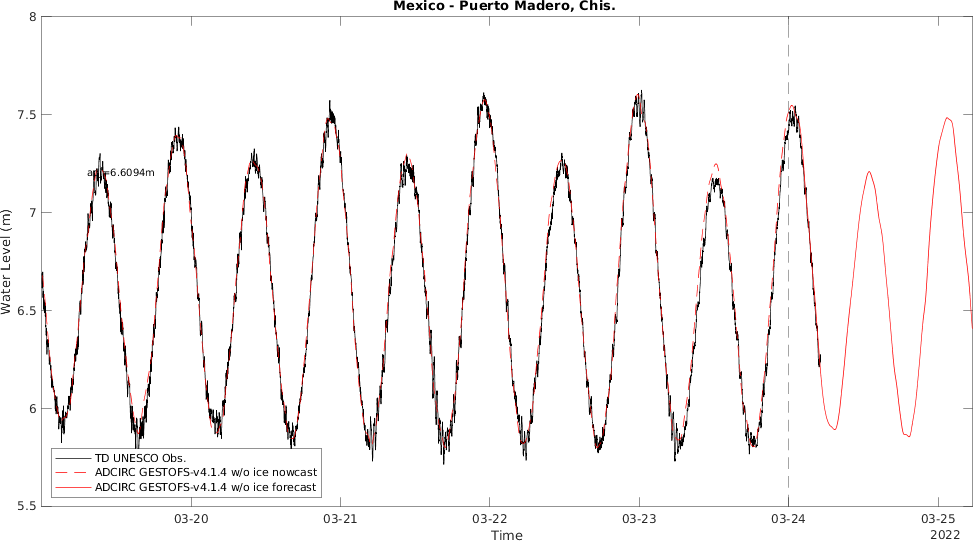 Mexico - Puerto Madero, Chis.
8
7.5
7
6.5
6
5.5
Water Level (m)
=6.6094m
TD UNESCO Obs.
ADCIRC GESTOFS-v4.1.4 w/o ice nowcast
ADCIRC GESTOFS-v4.1.4 w/o ice forecast
03-20
03-21
03-22
03-23
03-24
03-25
Time
2022